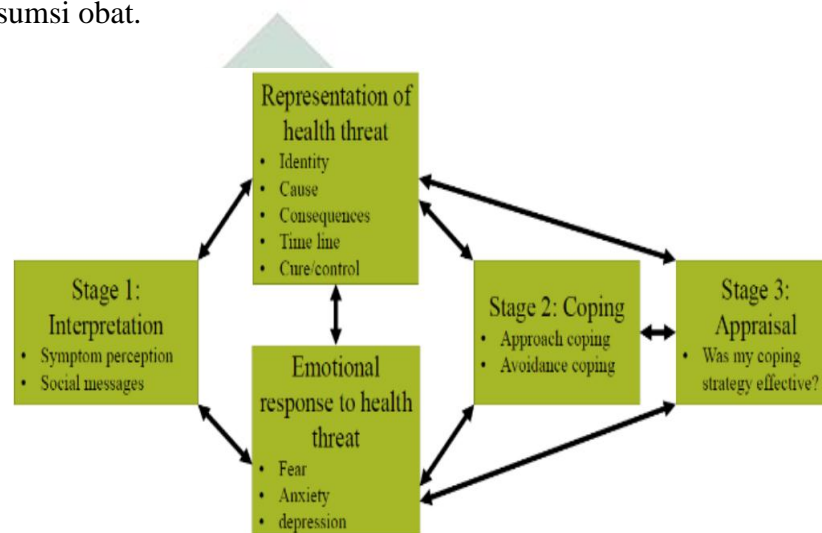 sumsi obat.
Representation of
health threat
• Identity
• Cause
• Consequences
• Time line
• Cure/control
Stage 1:
Interpretation
• Symptom perception
• Social messages
Emotional
response to health
threat
• Fear
• Anxiety
• depression
Stage 2: Coping
• Approach coping
• Avoidance coping
Stage 3:
Appraisal
• Was my coping
strategy effective?